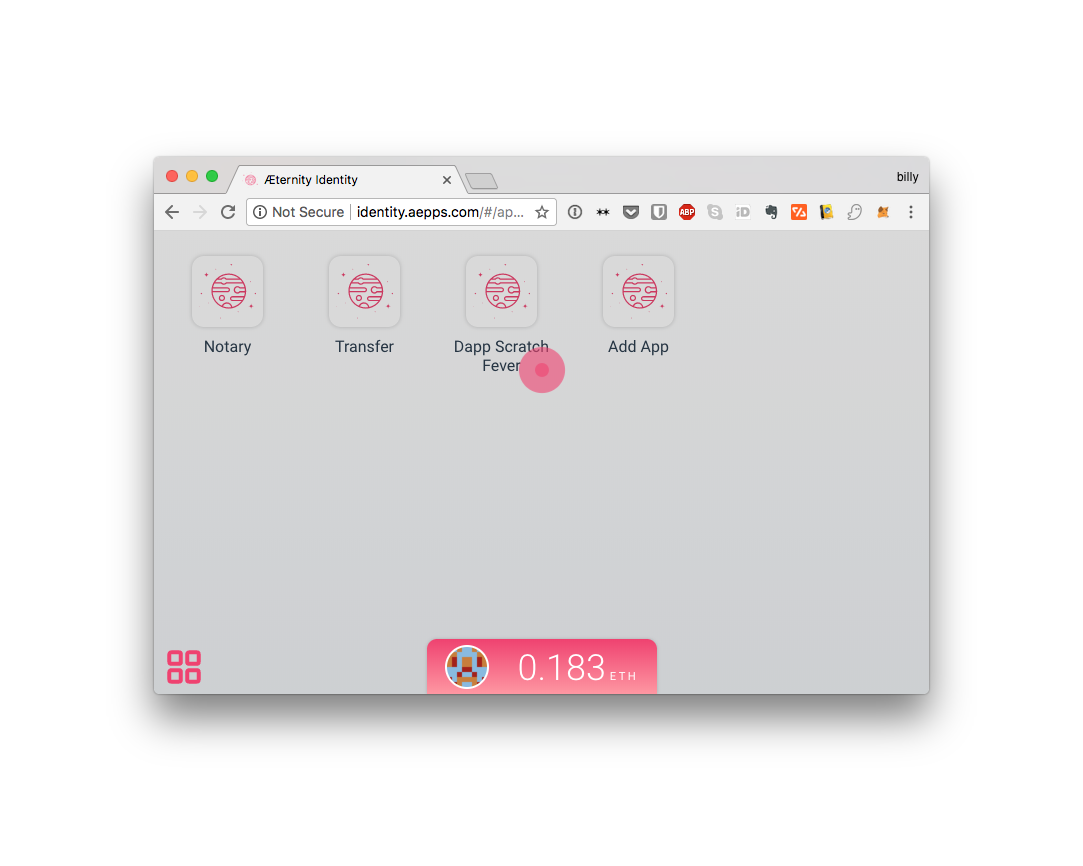 Æternity Identity
billy
Not Secure
identity.aepps.com/#/ap...
ABP
iD
Notary
Transfer
Dapp Scratch
Fever
Add App
0.183 ETH